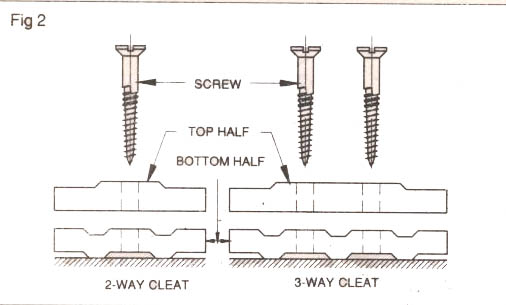 Fig 2
SCREW
TOP HALF
BOTTOM HALF
2-WAY CLEAT
3-WAY CLEAT